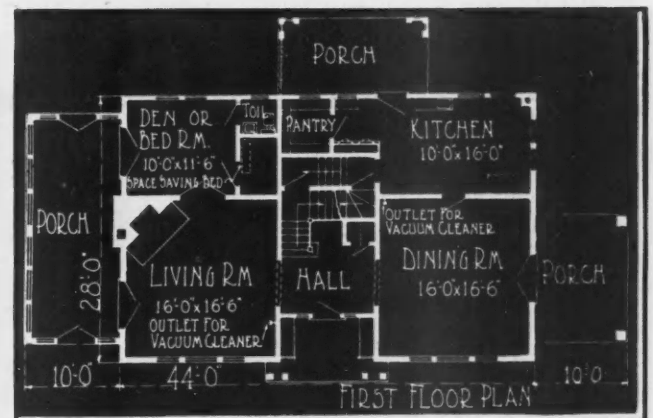 PORCH
DEN OR
BED RM.
10'-0"x11'-6"
SPACE SAVING BED
TOIL.
PANTRY
KITCHEN
10'-0"x16'-0"
PORCH
28'-0"
LIVING RM
16'-0"x16'-6"
OUTLET FOR
VACUUM CLEANER
HALL
OUTLET FOR
VACUUM CLEANER
DINING RM
16'-0"x16'-6"
PORCH
10'-0"
44'-0"
10'-0
FIRST FLOOR PLAN